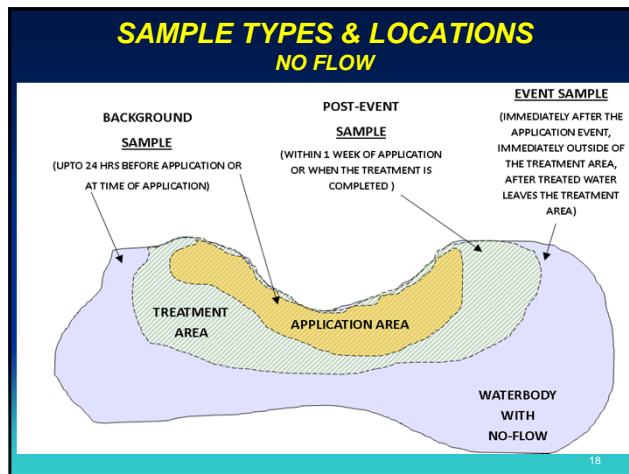 SAMPLE TYPES & LOCATIONS
NO FLOW
BACKGROUND
SAMPLE
(UPTO 24 HRS BEFORE APPLICATION OR
AT TIME OF APPLICATION)
POST-EVENT
SAMPLE
(WITHIN 1 WEEK OF APPLICATION
OR WHEN THE TREATMENT IS
COMPLETED )
EVENT SAMPLE
(IMMEDIATELY AFTER THE
APPLICATION EVENT,
IMMEDIATELY OUTSIDE OF
THE TREATMENT AREA,
AFTER TREATED WATER
LEAVES THE TREATMENT
AREA)
TREATMENT
AREA
APPLICATION AREA
WATERBODY
WITH
NO-FLOW
18